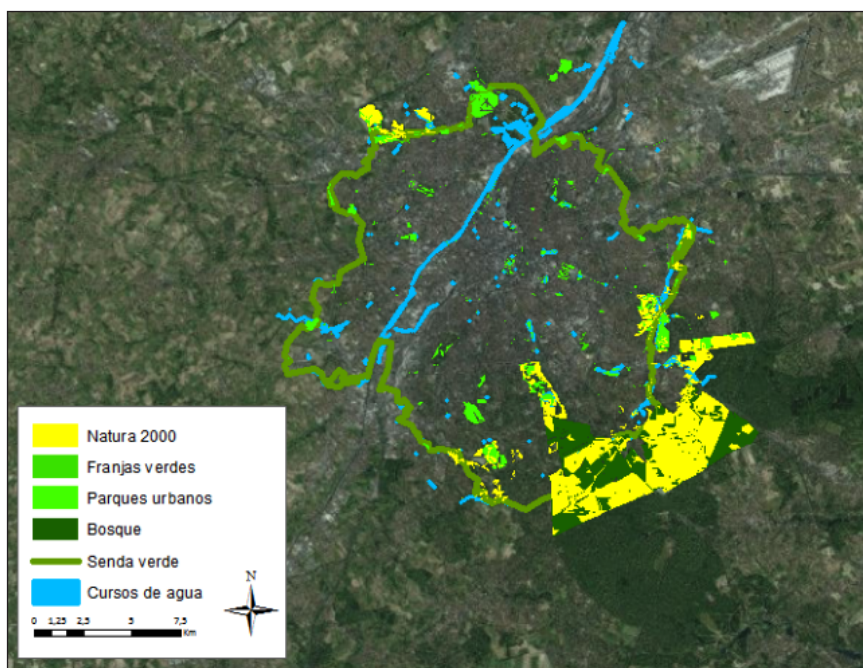 Natura 2000
Franjas verdes
Parques urbanos
Bosque
Senda verde
Cursos de agua
N
0 1,25 2,5 5 7,5
Km